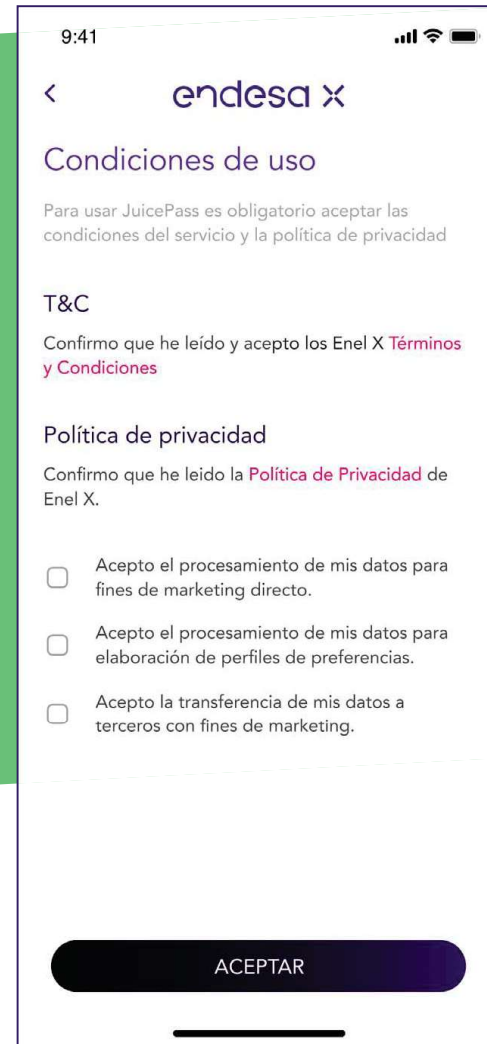 9:41
endesa x
Condiciones de uso
Para usar JuicePass es obligatorio aceptar las
condiciones del servicio y la política de privacidad
T&C
Confirmo que he leído y acepto los Enel X Términos
y Condiciones
Política de privacidad
Confirmo que he leido la Política de Privacidad de
Enel X.
Acepto el procesamiento de mis datos para
fines de marketing directo.
Acepto el procesamiento de mis datos para
elaboración de perfiles de preferencias.
Acepto la transferencia de mis datos a
terceros con fines de marketing.
ACEPTAR